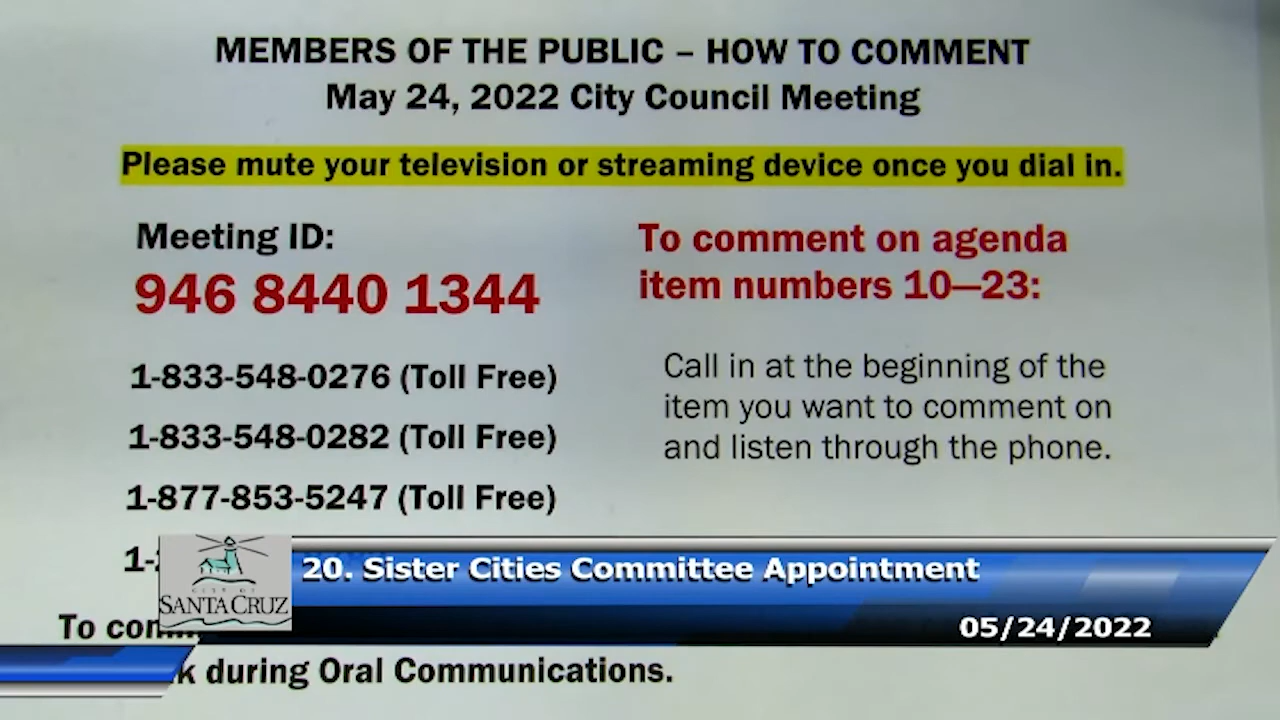 MEMBERS OF THE PUBLIC – HOW TO COMMENT
May 24, 2022 City Council Meeting
Please mute your television or streaming device once you dial in.
Meeting ID:
946 8440 1344
1-833-548-0276 (Toll Free)
1-833-548-0282 (Toll Free)
1-877-853-5247 (Toll Free)
1-
To comment on agenda
item numbers 10—23:
Call in at the beginning of the
item you want to comment on
and listen through the phone.
20. Sister Cities Committee Appointment
CITY OF
SANTA CRUZ
05/24/2022
To
during Oral Communications.